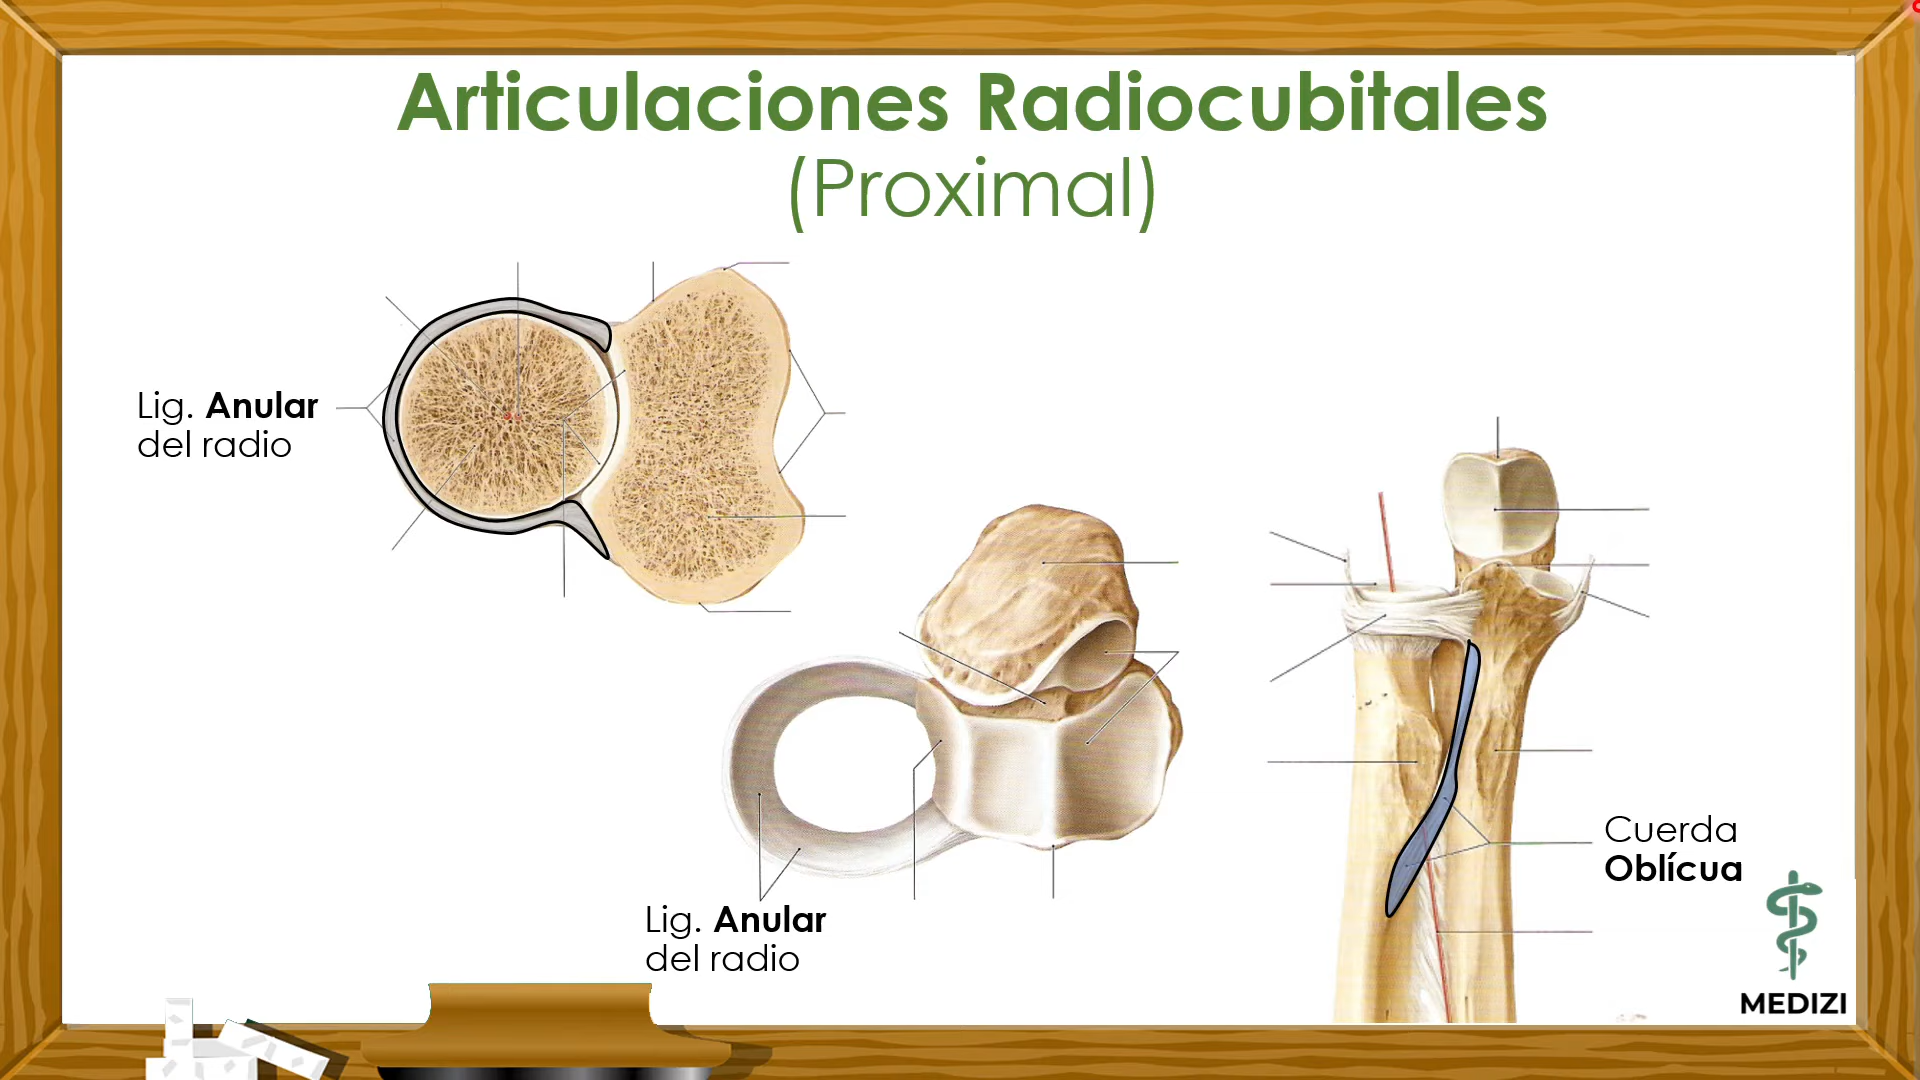 Articulaciones Radiocubitales
(Proximal)
Lig. Anular
del radio
Lig. Anular
del radio
Cuerda
Oblícua
MEDIZI